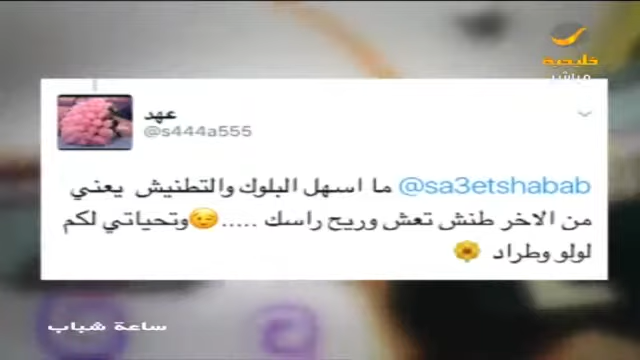 خليجية
مباشر
عهد
@s444a555
@sa3etshabab ما اسهل البلوك والتطنيش يعني
من الاخر طنش تعش وريح راسك .....😉وتحياتي لكم
لولو وطراد 🌼
ساعة شباب